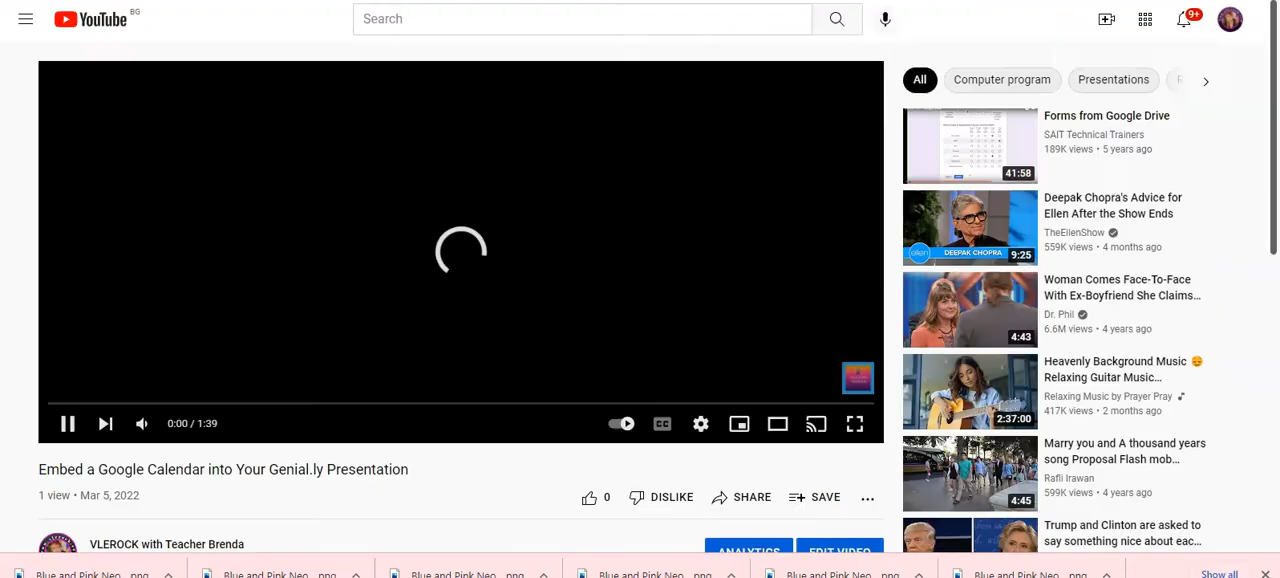 YouTube BG
Search
9+
All
Computer program
Presentations
Forms from Google Drive
SAIT Technical Trainers
189K views • 5 years ago
41:58
Deepak Chopra's Advice for
Ellen After the Show Ends
TheEllenShow
559K views • 4 months ago
ellen
DEEPAK CHOPRA
9:25
Woman Comes Face-To-Face
With Ex-Boyfriend She Claims...
Dr. Phil
6.6M views • 4 years ago
4:43
Heavenly Background Music 😌
Relaxing Guitar Music...
Relaxing Music by Prayer Pray
417K views • 2 months ago
2:37:00
Marry you and A thousand years
song Proposal Flash mob...
Rafli Irawan
599K views • 4 years ago
4:45
Trump and Clinton are asked to
say something nice about eac...
0:00 / 1:39
CC
Embed a Google Calendar into Your Genial.ly Presentation
1 view • Mar 5, 2022
0
DISLIKE
SHARE
SAVE
VLEROCK with Teacher Brenda
ANALYTICS
EDIT VIDEO
Blue and Pink Neo....png
Blue and Pink Neo....png
Blue and Pink Neo....png
Blue and Pink Neo....png
Blue and Pink Neo....png
Blue and Pink Neo....png
Show all